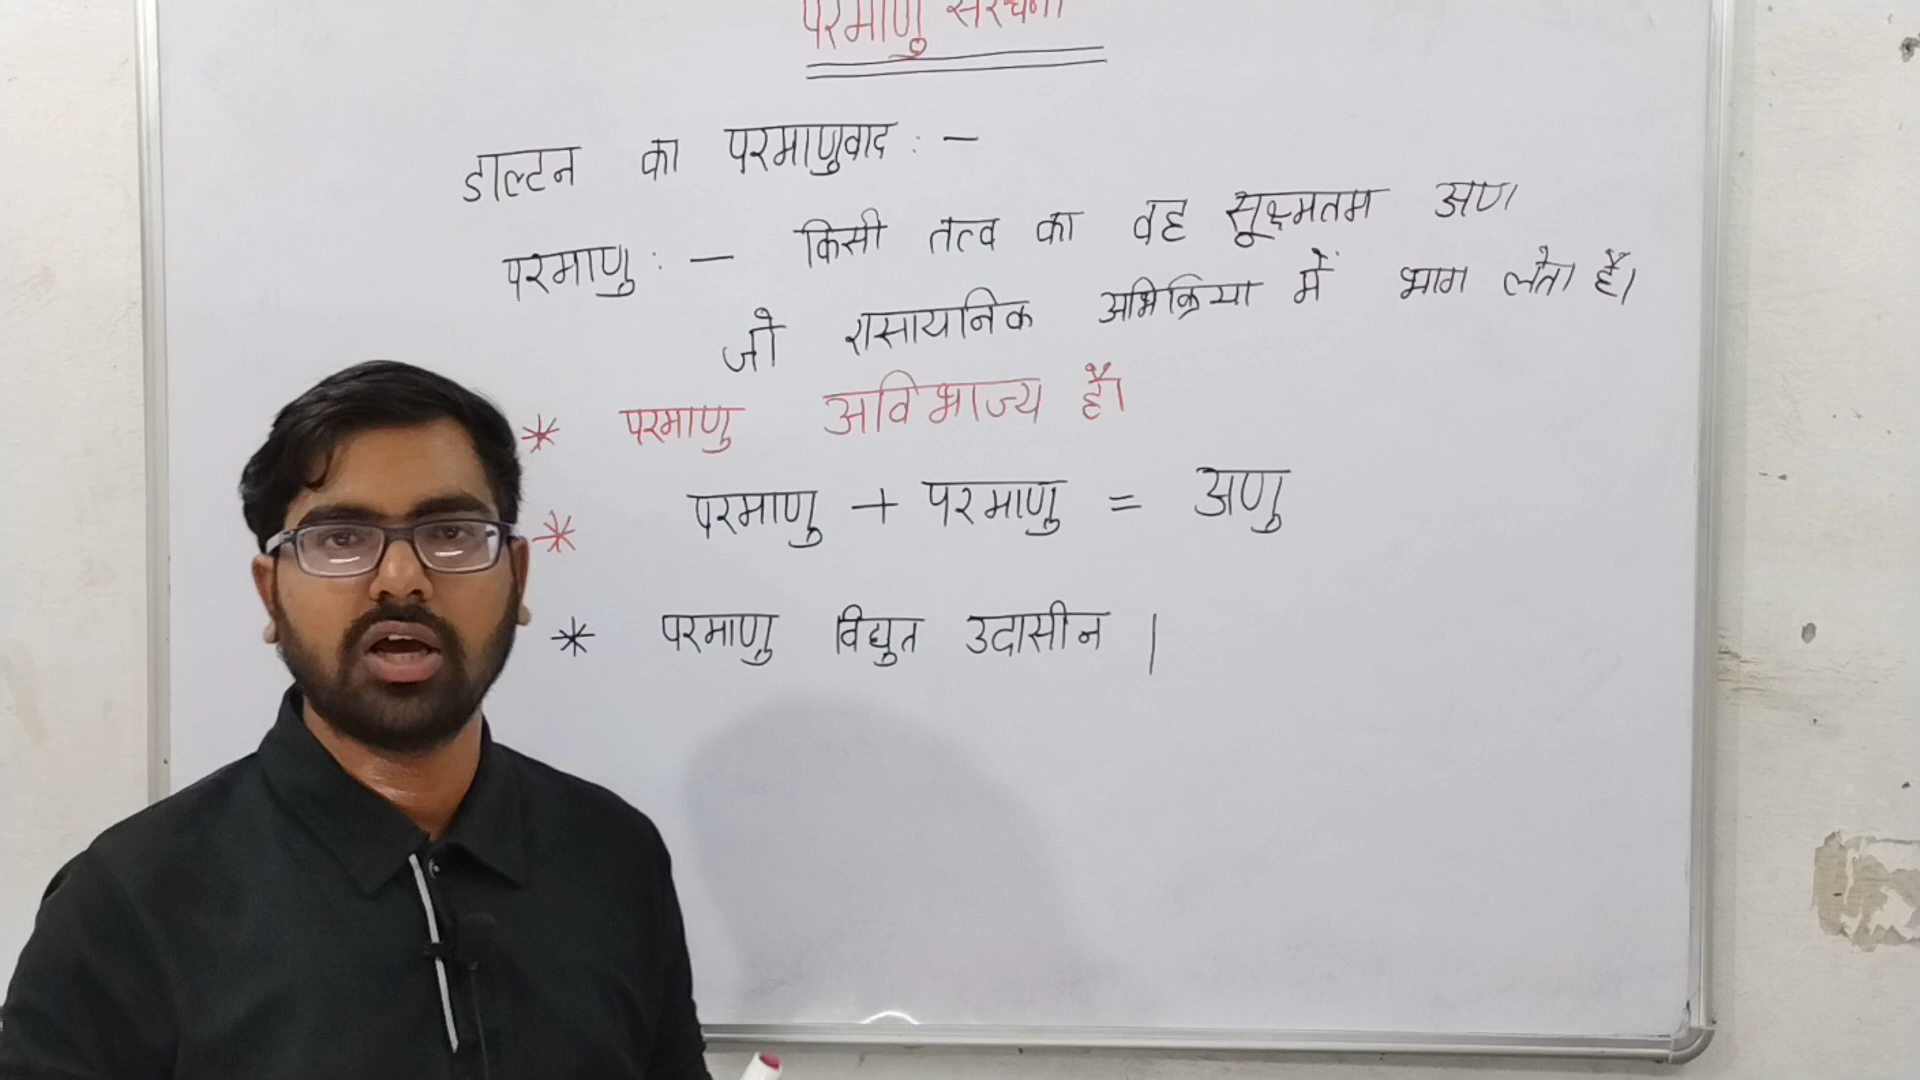 परमाणु संरचना
डाल्टन का परमाणुवाद : -
परमाणु : - किसी तत्व का वह सूक्ष्मतम अण
जो रासायनिक अभिक्रिया में भाग लेता है।
* परमाणु अविभाज्य है।
* परमाणु + परमाणु = अणु
* परमाणु विद्युत उदासीन |